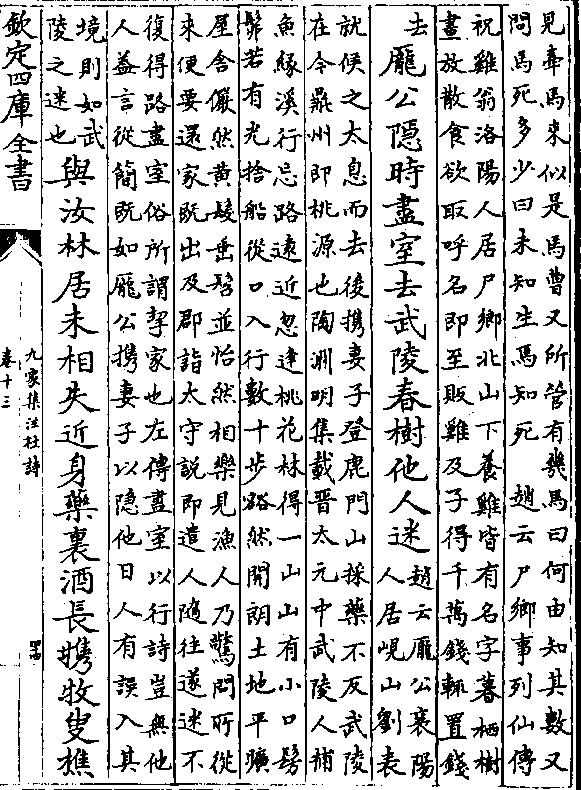 見牽馬來似是馬曹又所管有幾馬曰何由知其數又
問馬死多少曰未知生焉知死 趙云尸鄉事列仙傳
祝雞翁洛陽人居尸鄉北山下養雞皆有名字暮栖樹
晝放散食欲取呼名即至販雞及子得千萬錢輒置錢
去 龐公隱時盡室去武陵春樹他人迷 趙云龐公襄陽
人居峴山劉表
就候之太息而去後攜妻子登鹿門山採藥不反武陵
在今鼎州即桃源也陶淵明集載晉太元中武陵人捕
魚緣溪行忘路遠近忽逢桃花林得一山山有小口髣
髴若有光捨船從口入行數十步豁然開朗土地平曠
屋舍儼然黃髮垂髫並怡然相樂見漁人乃驚問所從
來便要還家既出及郡詣太守説即遣人隨往遂迷不
復得路盡室俗所謂挈家也左傳盡室以行詩豈無他
人益言從簡既如龐公攜妻子以隱他日人有誤入其
境則如武
陵之迷也 與汝林居未相失近身藥裹酒長攜牧叟樵
欽定四庫全書
九家集注杜詩
卷十三